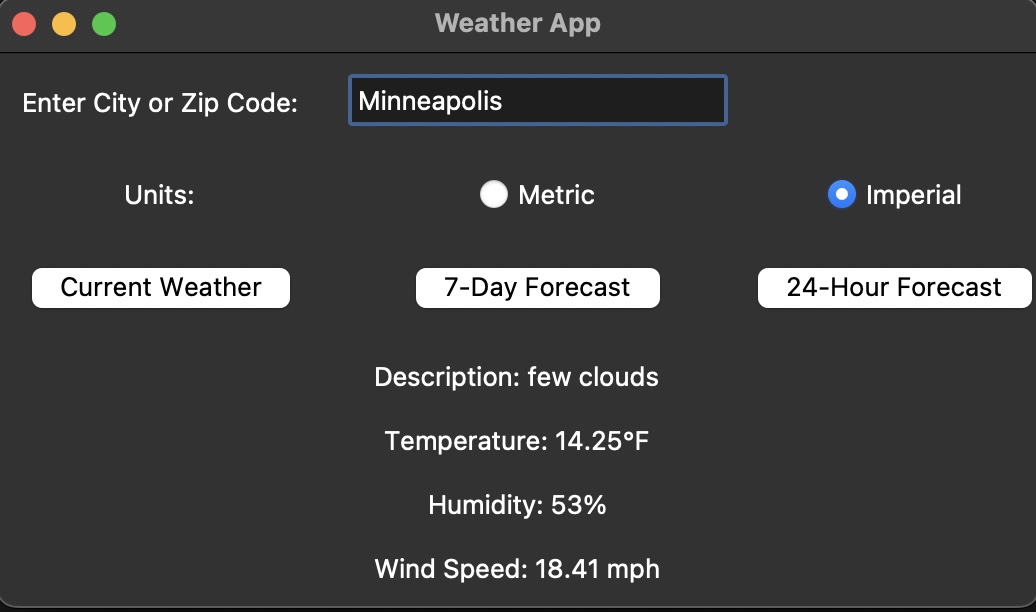 Weather App
Enter City or Zip Code: Minneapolis
Units: Metric Imperial
Current Weather 7-Day Forecast 24-Hour Forecast
Description: few clouds
Temperature: 14.25°F
Humidity: 53%
Wind Speed: 18.41 mph